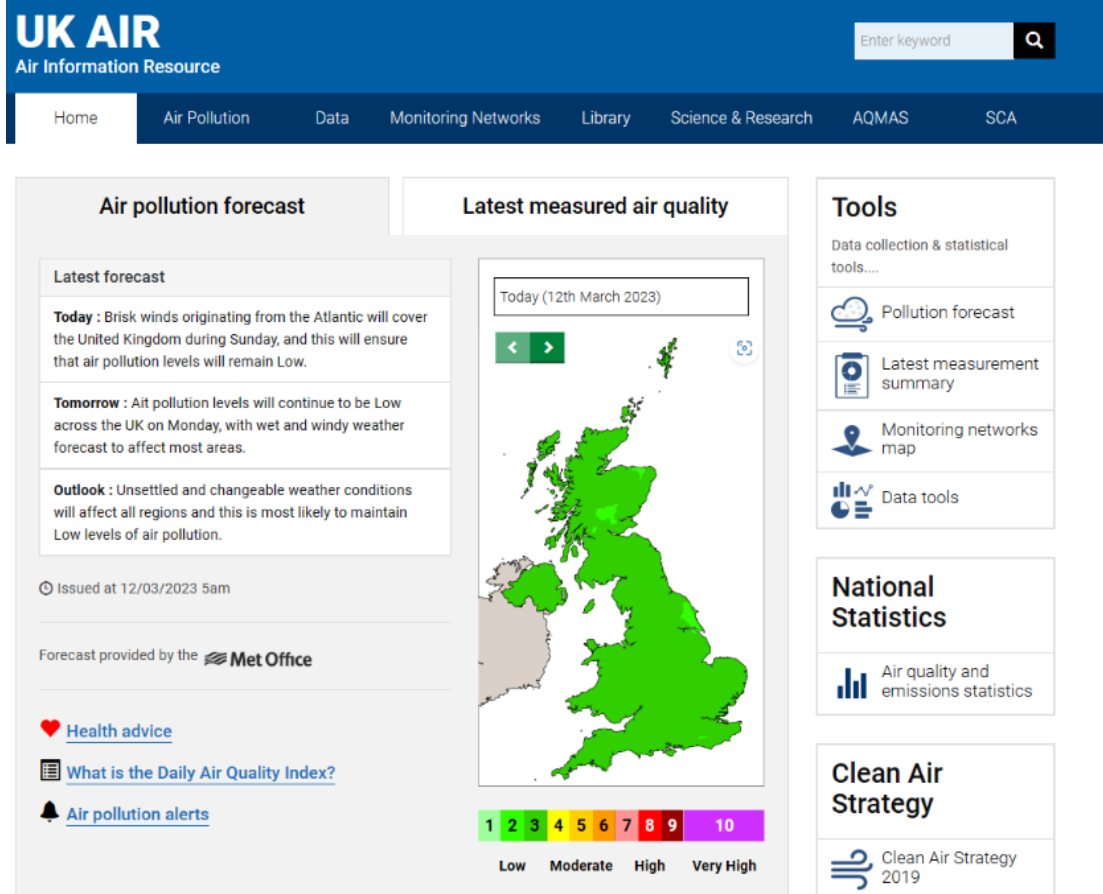 UK AIR
Air Information Resource
Enter keyword
Home
Air Pollution
Data
Monitoring Networks
Library
Science & Research
AQMAS
SCA
Air pollution forecast
Latest measured air quality
Latest forecast
Today : Brisk winds originating from the Atlantic will cover
the United Kingdom during Sunday, and this will ensure
that air pollution levels will remain Low.
Tomorrow : Ait pollution levels will continue to be Low
across the UK on Monday, with wet and windy weather
forecast to affect most areas.
Outlook : Unsettled and changeable weather conditions
will affect all regions and this is most likely to maintain
Low levels of air pollution.
Issued at 12/03/2023 5am
Forecast provided by the Met Office
Health advice
What is the Daily Air Quality Index?
Air pollution alerts
Today (12th March 2023)
< >
1 2 3 4 5 6 7 8 9 10
Low Moderate High Very High
Tools
Data collection & statistical
tools....
Pollution forecast
Latest measurement
summary
Monitoring networks
map
Data tools
National
Statistics
Air quality and
emissions statistics
Clean Air
Strategy
Clean Air Strategy
2019